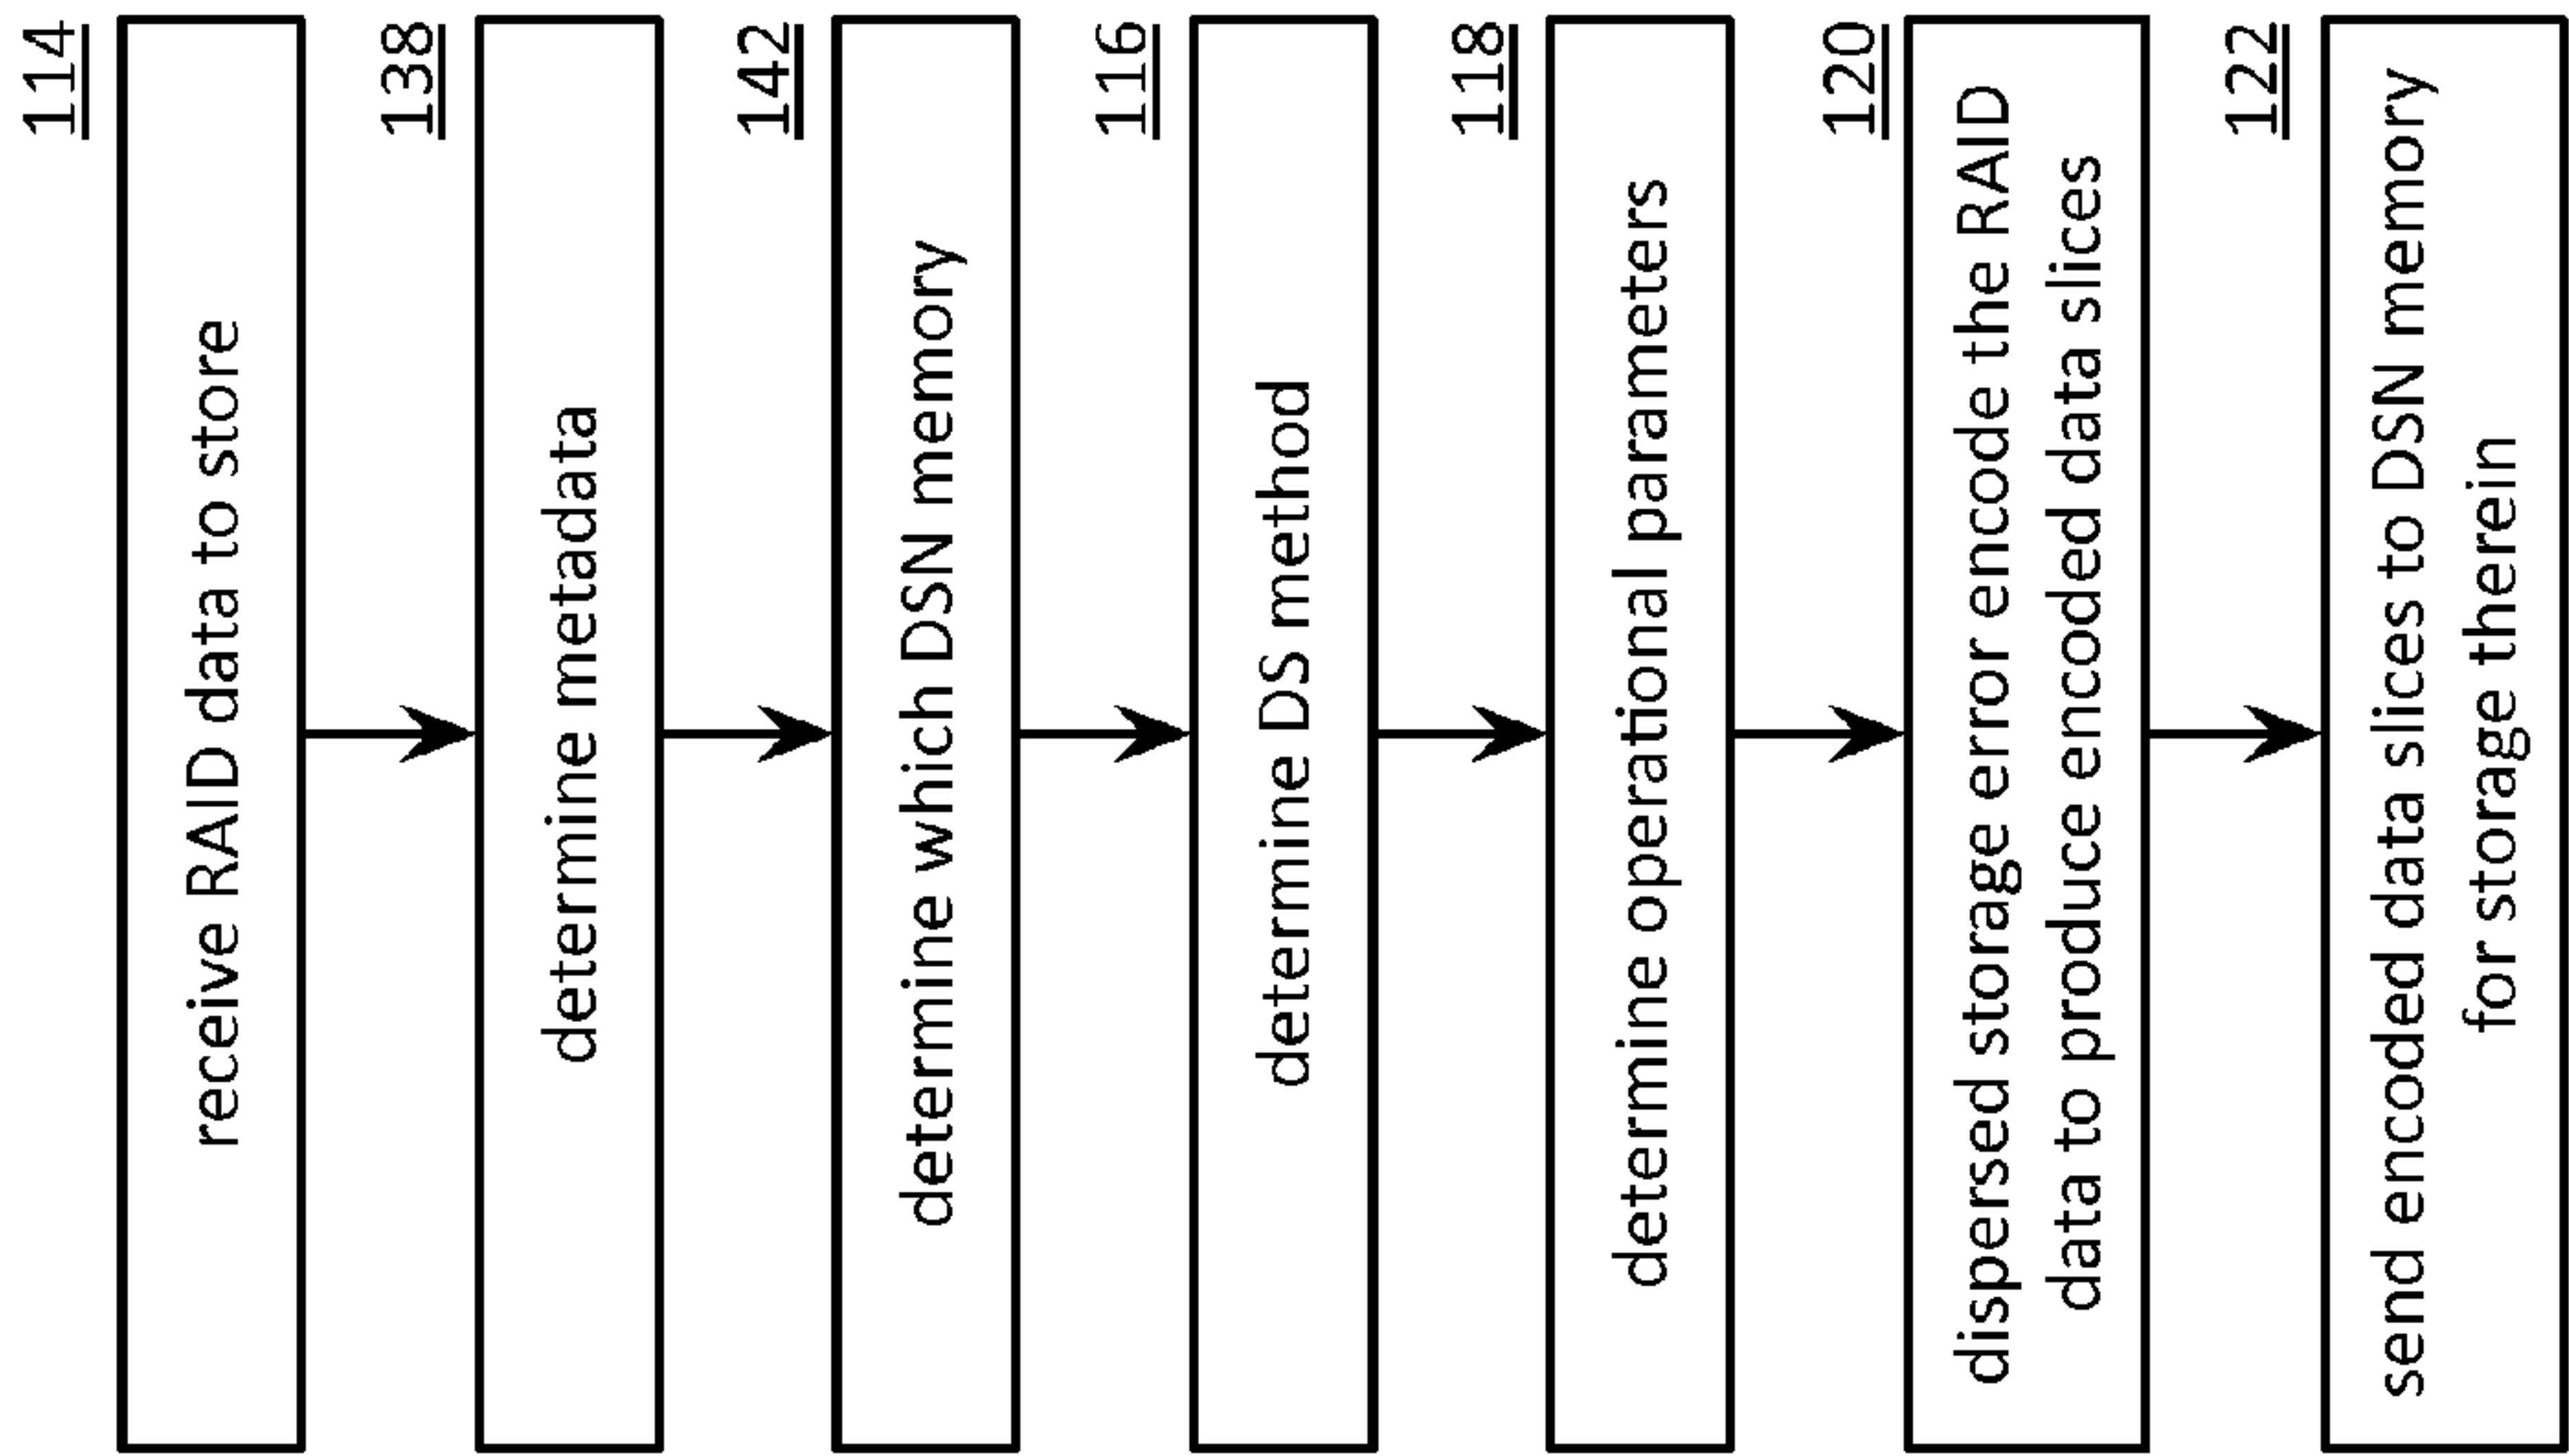 114
receive RAID data to store
138
determine metadata
142
determine which DSN memory
116
determine DS method
118
determine operational parameters
120
dispersed storage error encode the RAID
data to produce encoded data slices
122
send encoded data slices to DSN memory
for storage therein